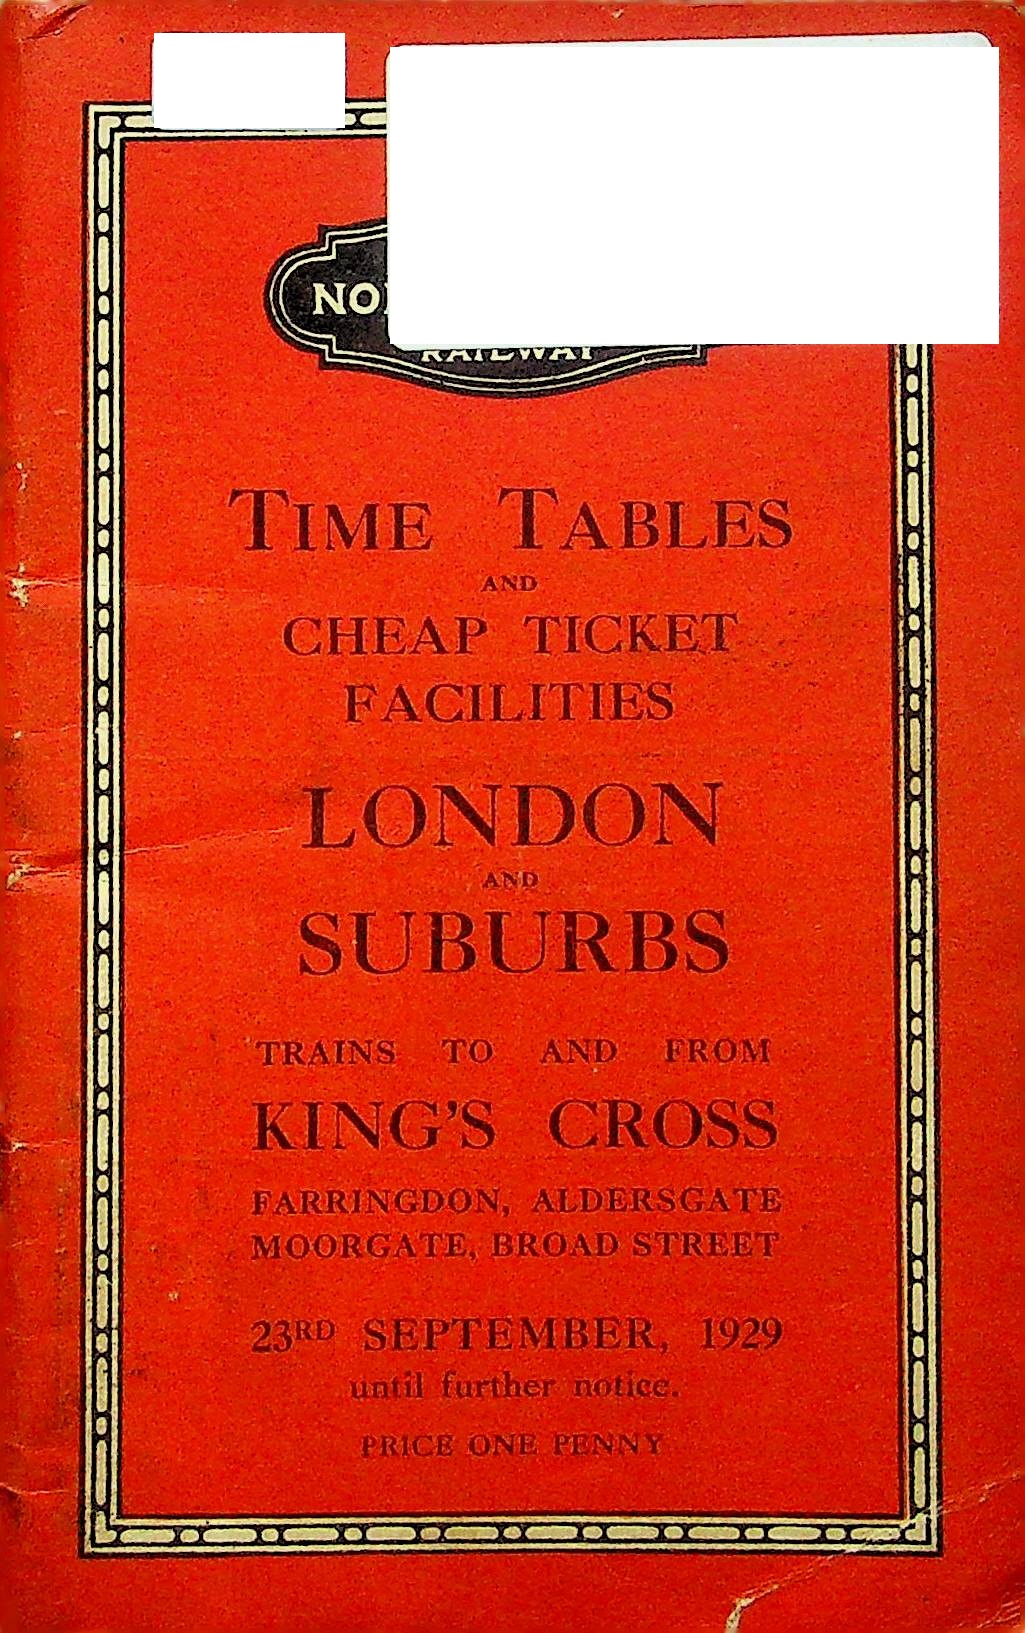 RAILWAY
TIME TABLES
AND
CHEAP TICKET
FACILITIES
LONDON
AND
SUBURBS
TRAINS TO AND FROM
KING'S CROSS
FARRINGDON, ALDERSGATE
MOORGATE, BROAD STREET
23RD SEPTEMBER, 1929
until further notice.
PRICE ONE PENNY